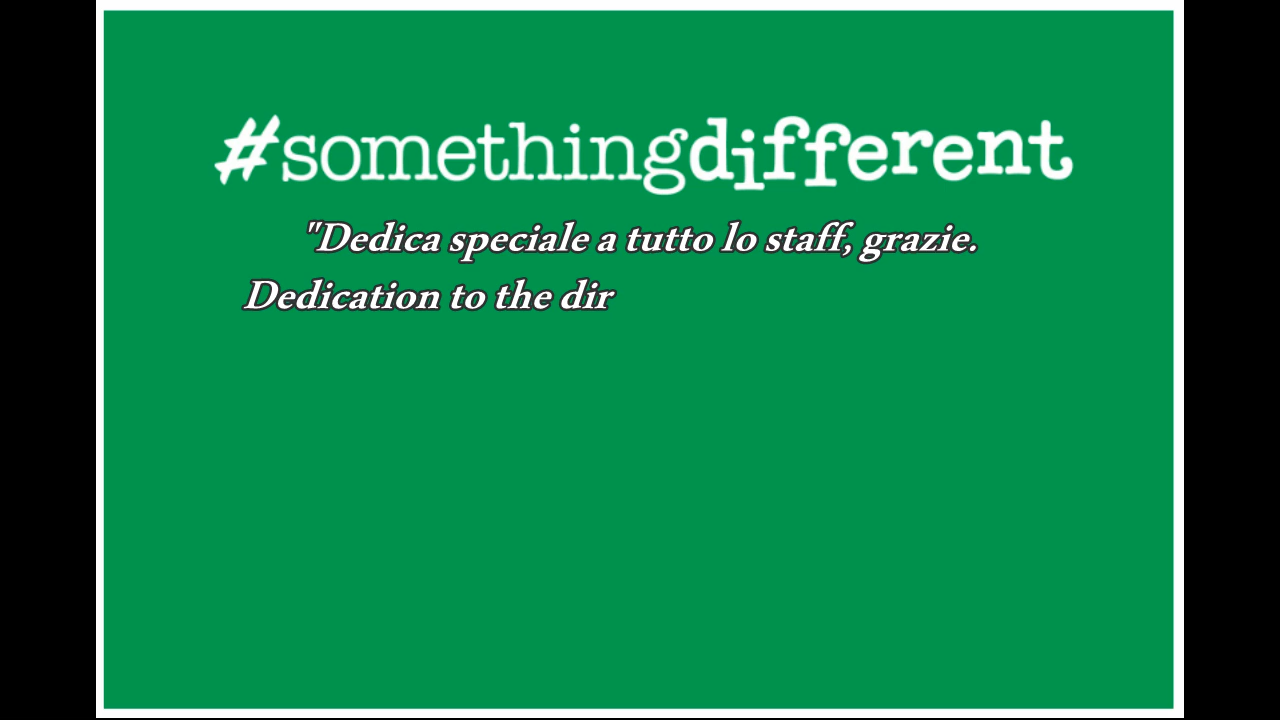 #somethingdifferent
"Dedica speciale a tutto lo staff, grazie.
Dedication to the dir